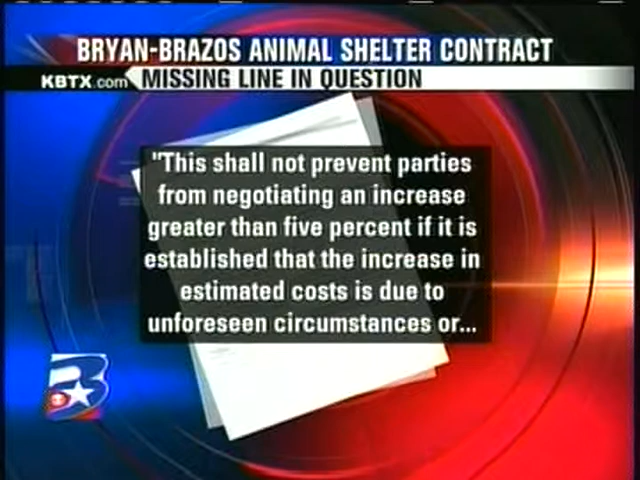 BRYAN-BRAZOS ANIMAL SHELTER CONTRACT
KBTX.com MISSING LINE IN QUESTION
"This shall not prevent parties
from negotiating an increase
greater than five percent if it is
established that the increase in
estimated costs is due to
unforeseen circumstances or...